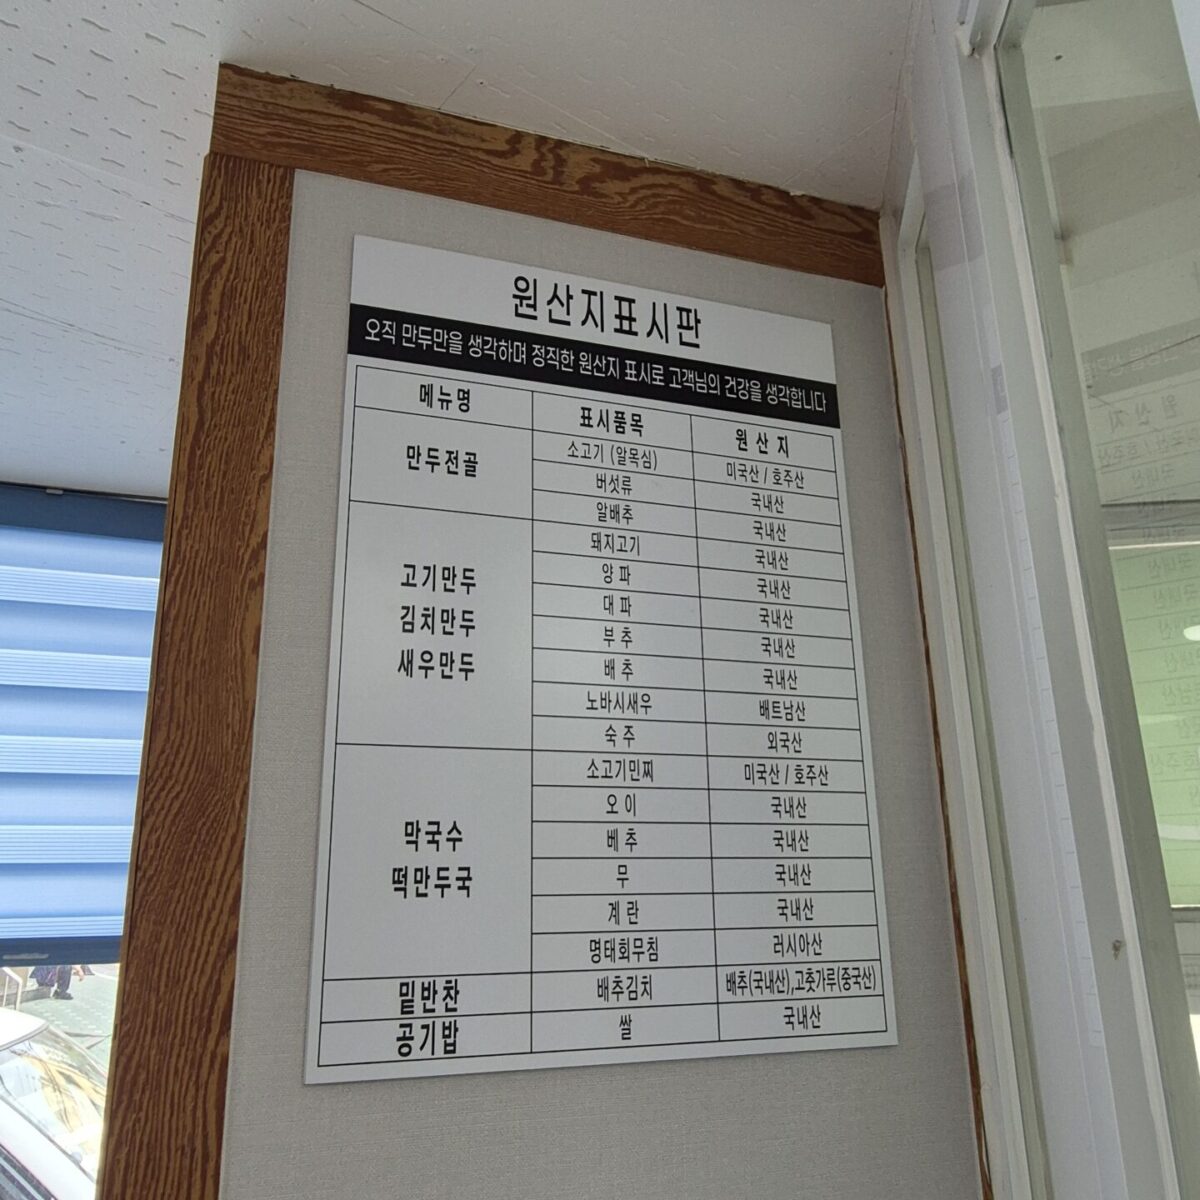 원산지표시판
오직 만두만을 생각하며 정직한 원산지 표시로 고객님의 건강을 생각합니다
메뉴명 표시품목 원 산 지
만두전골 소고기 (알목심) 미국산 / 호주산
버섯류 국내산
알배추 국내산
고기만두 김치만두 새우만두 돼지고기 국내산
양 파 국내산
대 파 국내산
부 추 국내산
배 추 국내산
노바시새우 배트남산
숙 주 외국산
막국수 떡만두국 소고기민찌 미국산 / 호주산
오 이 국내산
베 추 국내산
무 국내산
계 란 국내산
명태회무침 러시아산
밑반찬 배추김치 배추(국내산),고춧가루(중국산)
공기밥 쌀 국내산